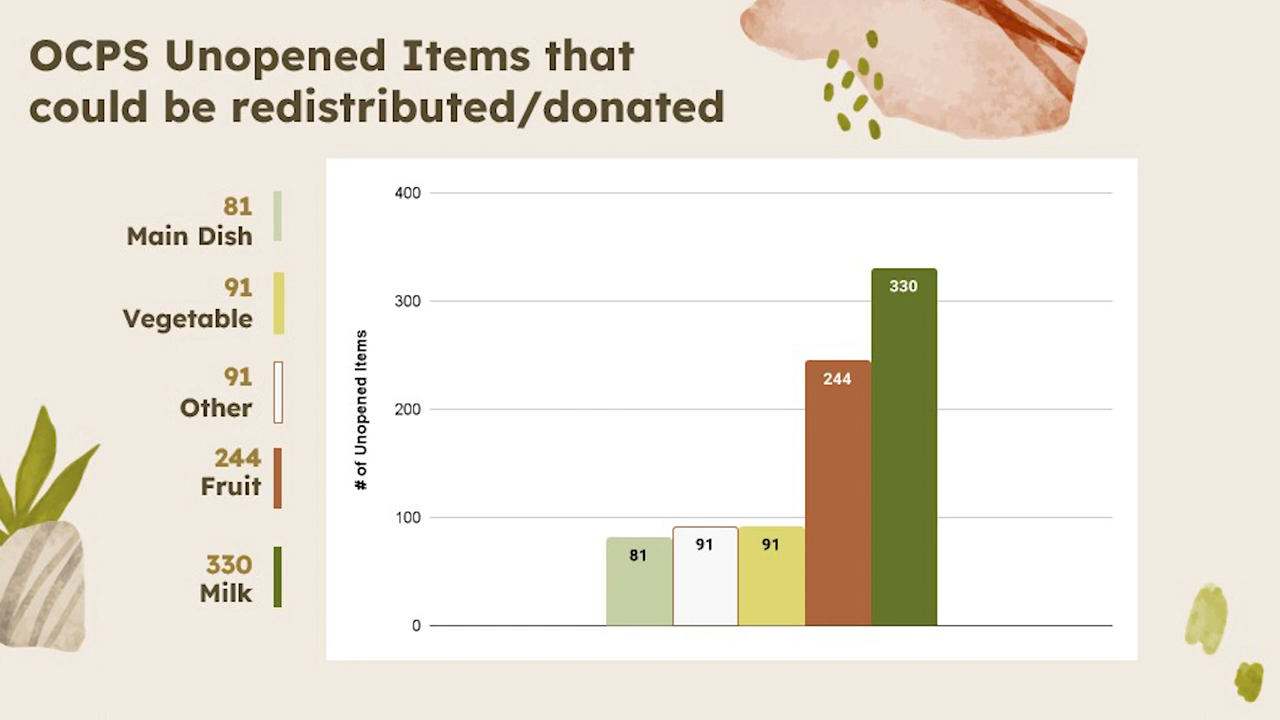 OCPS Unopened Items that
could be redistributed/donated
81
Main Dish
91
Vegetable
91
Other
244
Fruit
330
Milk
# of Unopened Items
400
300
200
100
0
81
91
91
244
330